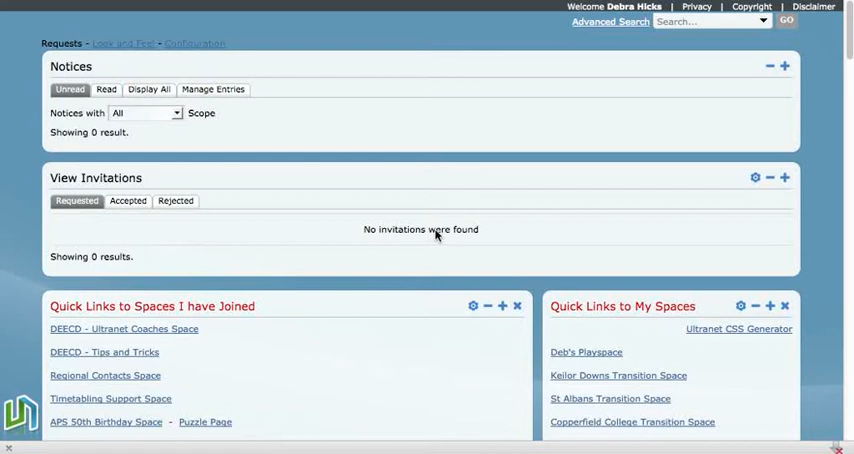 Welcome Debra Hicks | Privacy | Copyright | Disclaimer
Advanced Search Search... GO
Requests - Look and Feel - Configuration
Notices
Unread Read Display All Manage Entries
Notices with All Scope
Showing 0 result.
View Invitations
Requested Accepted Rejected
No invitations were found
Showing 0 results.
Quick Links to Spaces I have Joined
DEECD - Ultranet Coaches Space
DEECD - Tips and Tricks
Regional Contacts Space
Timetabling Support Space
APS 50th Birthday Space - Puzzle Page
Quick Links to My Spaces
Ultranet CSS Generator
Deb's Playspace
Keilor Downs Transition Space
St Albans Transition Space
Copperfield College Transition Space